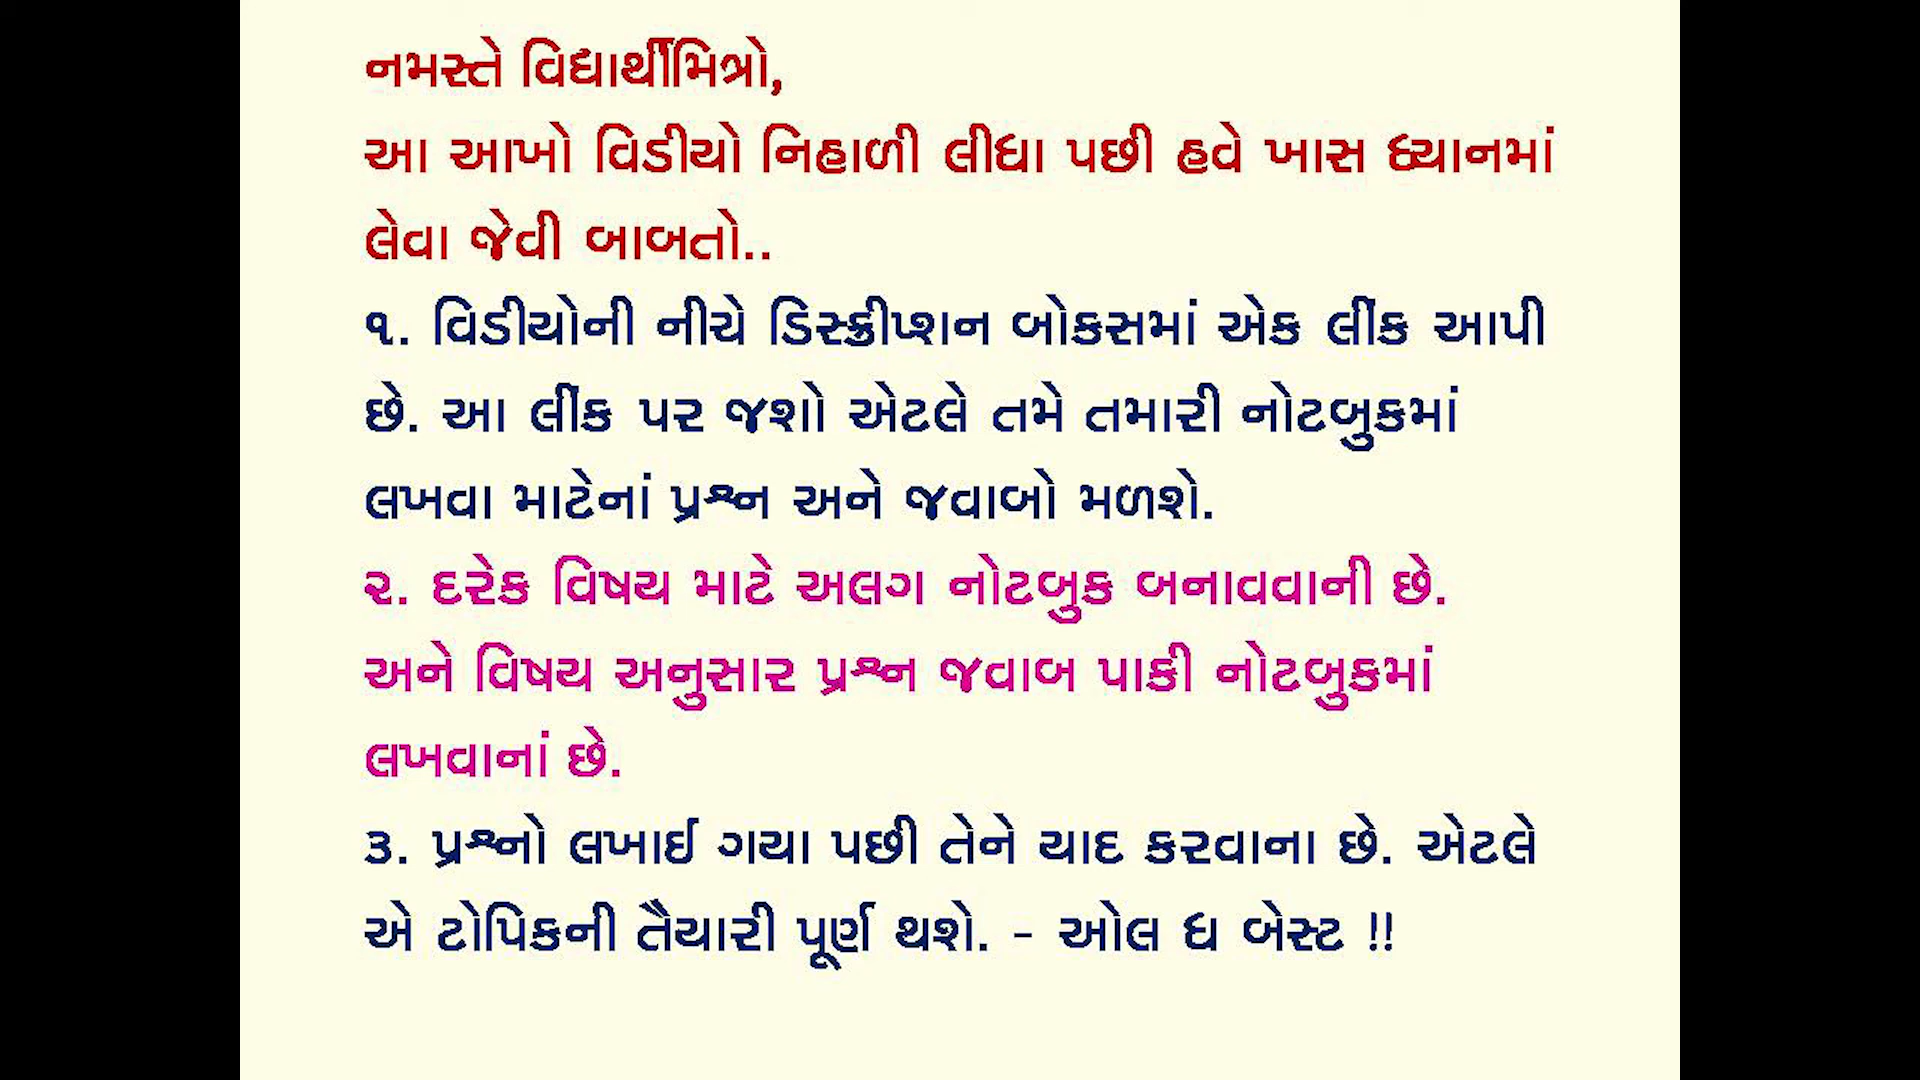 નમસ્તે વિદ્યાર્થીમિત્રો,
આ આખો વિડીયો નિહાળી લીધા પછી હવે ખાસ ધ્યાનમાં
લેવા જેવી બાબતો..
૧. વિડીયોની નીચે ડિસ્ક્રીપ્શન બોકસમાં એક લીંક આપી
છે. આ લીંક પર જશો એટલે તમે તમારી નોટબુકમાં
લખવા માટેનાં પ્રશ્ન અને જવાબો મળશે.
૨. દરેક વિષય માટે અલગ નોટબુક બનાવવાની છે.
અને વિષય અનુસાર પ્રશ્ન જવાબ પાકી નોટબુકમાં
લખવાનાં છે.
૩. પ્રશ્નો લખાઈ ગયા પછી તેને યાદ કરવાના છે. એટલે
એ ટોપિકની તૈયારી પૂર્ણ થશે. - ઓલ ધ બેસ્ટ !!